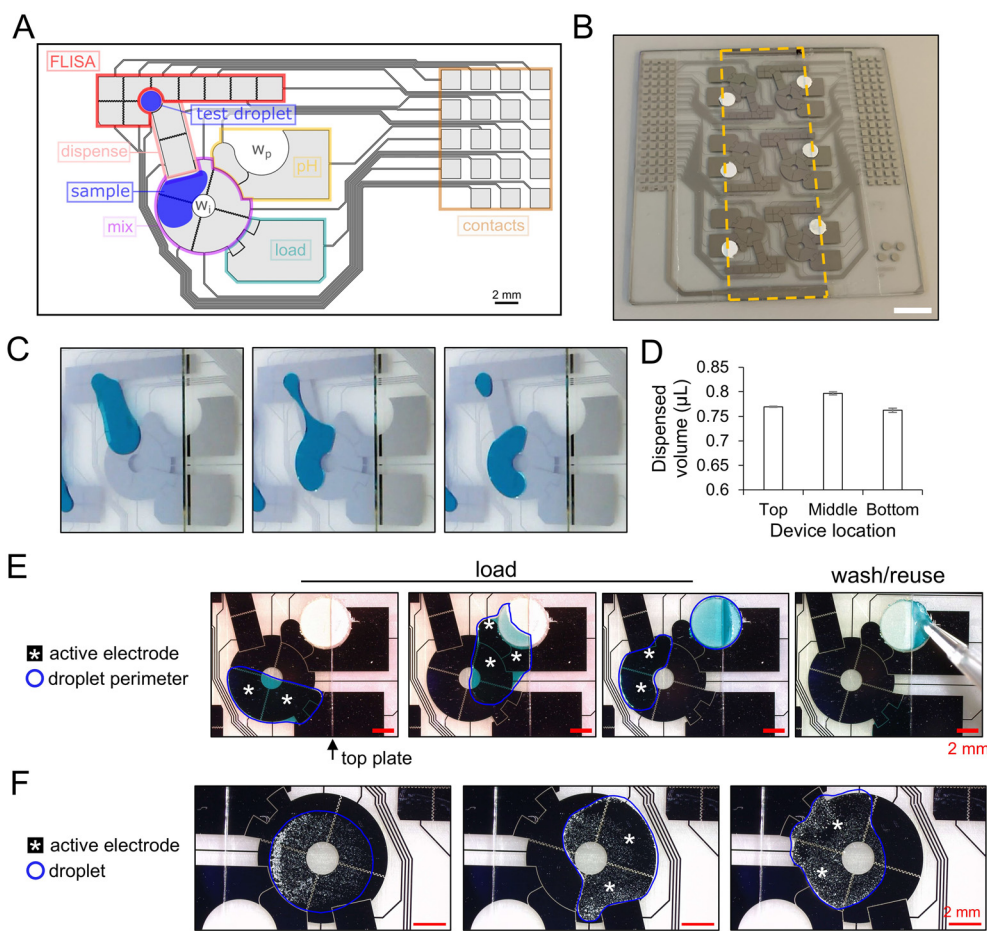 A
FLISA
test droplet
dispense
wp
pH
sample
wi
mix
load
contacts
2 mm
B
C
D
Dispensed
volume (µL)
0.85
0.8
0.75
0.7
0.65
0.6
Top Middle Bottom
Device location
E
load
wash/reuse
* active electrode
droplet perimeter
* *
* * *
* *
top plate
2 mm
F
* active electrode
droplet
* *
* *
2 mm